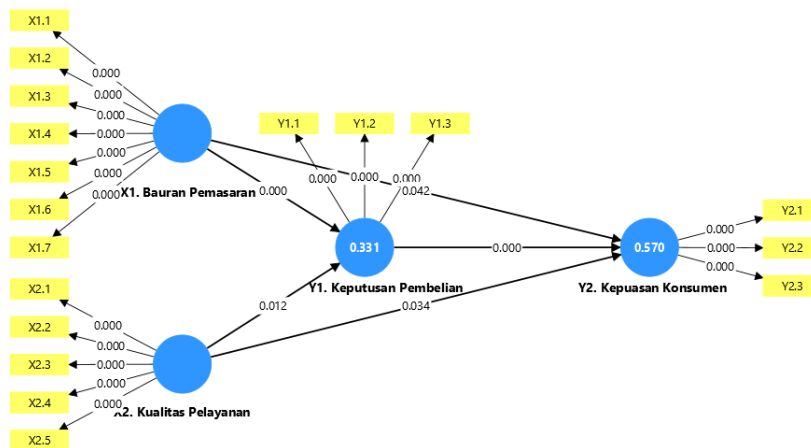 X1.1
X1.2
X1.3
X1.4
X1.5
X1.6
X1.7
0.000
0.000
0.000
0.000
0.000
0.000
0.000
X1. Bauran Pemasaran
Y1.1
Y1.2
Y1.3
0.000
0.000
0.000
0.042
0.000
0.331
Y1. Keputusan Pembelian
0.000
0.570
Y2. Kepuasan Konsumen
Y2.1
Y2.2
Y2.3
0.000
0.000
0.000
0.012
0.034
X2.1
X2.2
X2.3
X2.4
X2.5
0.000
0.000
0.000
0.000
0.000
X2. Kualitas Pelayanan